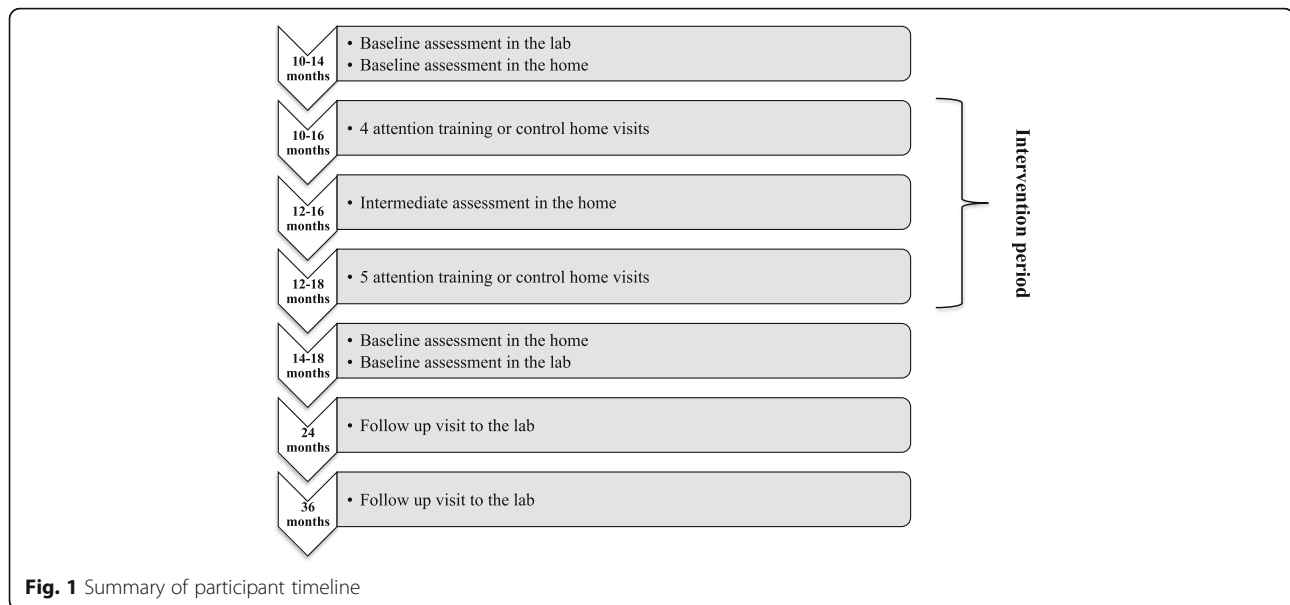 10-14
months
• Baseline assessment in the lab
• Baseline assessment in the home
10-16
months
• 4 attention training or control home visits
12-16
months
• Intermediate assessment in the home
12-18
months
• 5 attention training or control home visits
Intervention period
14-18
months
• Baseline assessment in the home
• Baseline assessment in the lab
24
months
• Follow up visit to the lab
36
months
• Follow up visit to the lab
Fig. 1 Summary of participant timeline